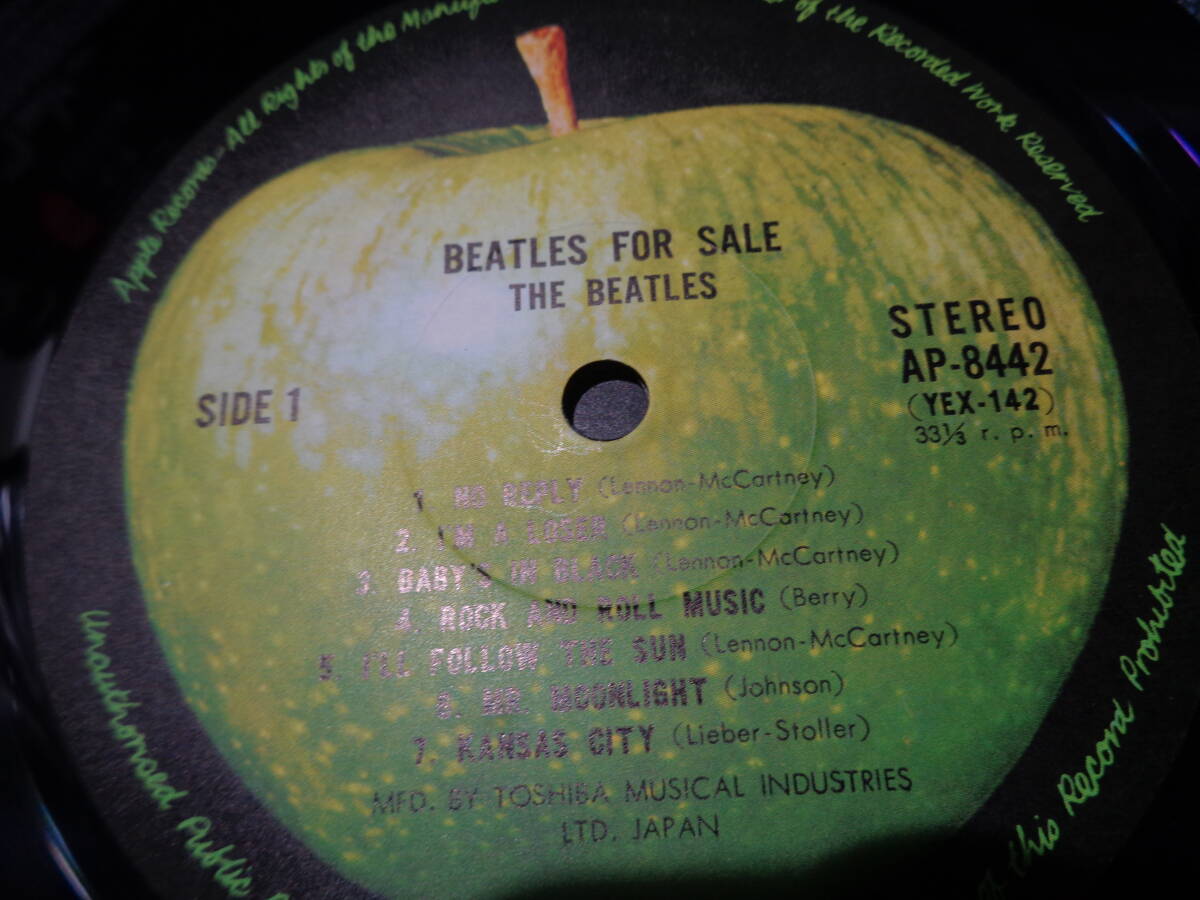 Apple Records-All Rights of the
of the Recorded Work Reserved
BEATLES FOR SALE
THE BEATLES
STEREO
AP-8442
(YEX-142)
33⅓ r. p. m.
SIDE 1
1. NO REPLY (Lennon-McCartney)
2. I'M A LOSER (Lennon-McCartney)
3. BABY'S IN BLACK (Lennon-McCartney)
4. ROCK AND ROLL MUSIC (Berry)
5. I'LL FOLLOW THE SUN (Lennon-McCartney)
6. MR. MOONLIGHT (Johnson)
7. KANSAS CITY (Lieber-Stoller)
MFD. BY TOSHIBA MUSICAL INDUSTRIES
LTD. JAPAN
Unauthorised Public
this Record Prohibited